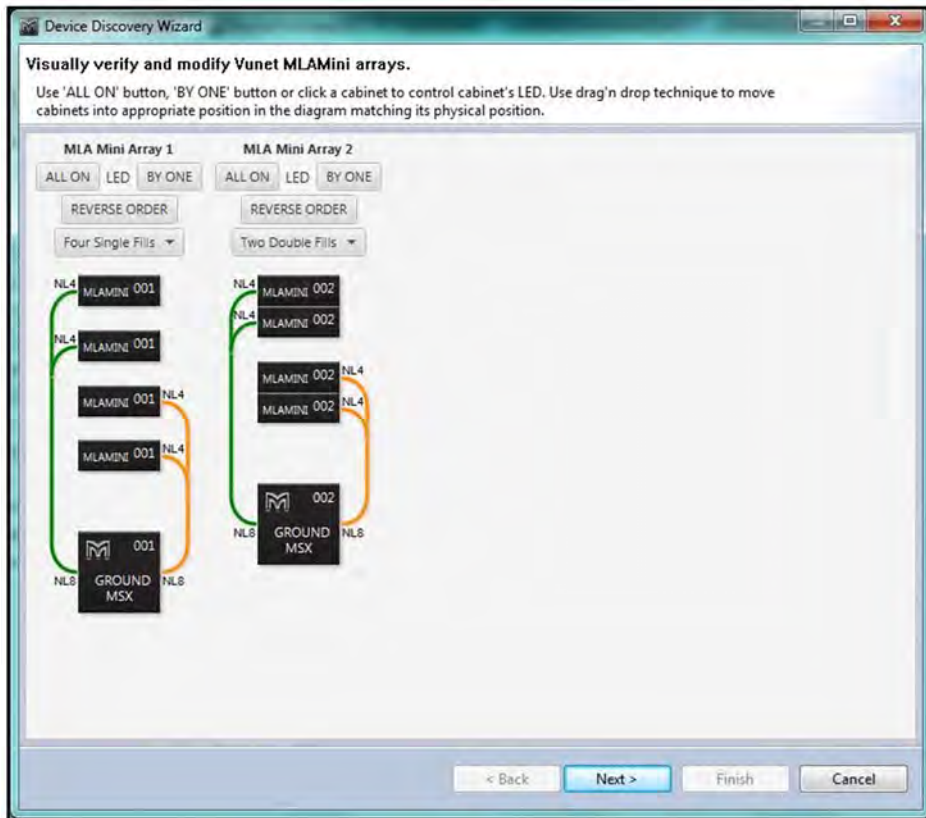 Device Discovery Wizard
Visually verify and modify Vunet MLAMini arrays.
Use 'ALL ON' button, 'BY ONE' button or click a cabinet to control cabinet's LED. Use drag'n drop technique to move
cabinets into appropriate position in the diagram matching its physical position.
MLA Mini Array 1
ALL ON LED BY ONE
REVERSE ORDER
Four Single Fills
NL4 MLAMINI 001
NL4 MLAMINI 001
MLAMINI 001 NL4
MLAMINI 001 NL4
001
NL8 GROUND NL8
MSX
MLA Mini Array 2
ALL ON LED BY ONE
REVERSE ORDER
Two Double Fills
NL4 MLAMINI 002
NL4 MLAMINI 002
MLAMINI 002 NL4
MLAMINI 002 NL4
002
NL8 GROUND NL8
MSX
< Back Next > Finish Cancel